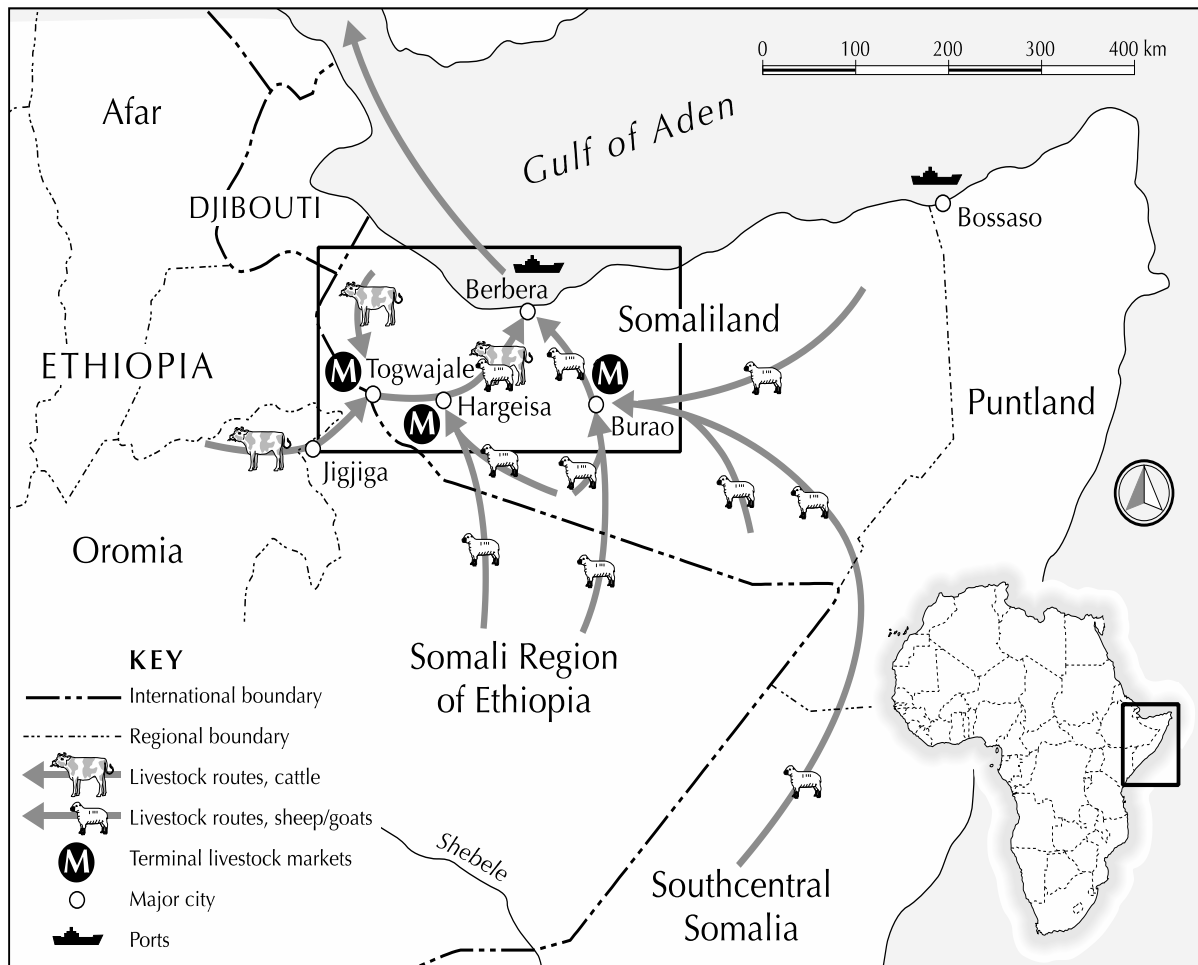 0 100 200 300 400 km
Afar
Gulf of Aden
DJIBOUTI
Bossaso
Berbera
Somaliland
ETHIOPIA
M Togwajale M
Puntland
M Hargeisa
Burao
Jigjiga
Oromia
Somali Region
of Ethiopia
KEY
International boundary
Regional boundary
Livestock routes, cattle
Livestock routes, sheep/goats
M Terminal livestock markets
Major city
Ports
Shebele
Southcentral
Somalia